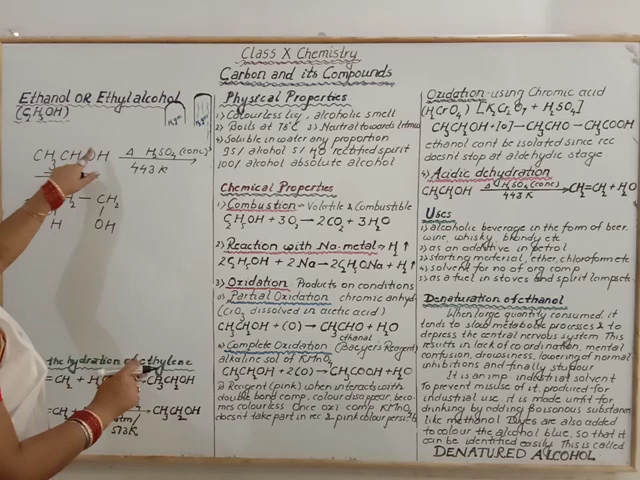 Class X Chemistry
Carbon and its Compounds
Ethanol OR Ethyl alcohol
(C2H5OH)
CH3CH2OH Δ H2SO4 (conc)
443 K
CH2 — CH2
H OH
the hydration of ethylene
= CH2 + H CH3CH2OH
= CH2 + CH3CH2OH
573K
Physical Properties
1) Colourless liq, alcoholic smell
2) Boils at 78°C 3) Neutral towards litmus
4) Soluble in water any proportion
95% alcohol 5% H2O rectified spirit
100% alcohol absolute alcohol
Chemical Properties
1) Combustion - Volatile & Combustible
C2H5OH + 3O2 → 2CO2 + 3H2O
2) Reaction with Na-metal → H2↑
2C2H5OH + 2Na → 2C2H5ONa + H2↑
3) Oxidation Products on conditions
a) Partial Oxidation chromic anhyd
(CrO3 dissolved in acetic acid)
CH3CH2OH + (O) → CH3CHO + H2O
ethanal
Complete Oxidation (Baeyer's Reagent)
alkaline sol of KMnO4
CH3CH2OH + 2(O) → CH3COOH + H2O
B Reagent (pink) when interacts with
double bond comp, colour disappear, beco-
mes colourless Once oxi comp KMnO4
doesnt take part in rec & pink colour persists
Oxidation - using Chromic acid
(H2CrO4) [K2Cr2O7 + H2SO4]
CH3CH2OH + [O] → CH3CHO → CH3COOH
ethanol cant be isolated since rec
doesnt stop at aldehydic stage
4) Acidic dehydration
CH3CH2OH Δ H2SO4 (conc) → CH2=CH2 + H2O
443K
Uses
1) alcoholic beverage in the form of beer,
wine, whisky, brandy etc
2) as an additive in petrol
3) starting material, ether, chloroform etc
4) solvent for no of org comp
5) as a fuel in stoves and spirit lamps etc
Denaturation of ethanol
When large quantity consumed, it
tends to slow metabolic processes & to
depress the central nervous system. This
results in lack of co.ordination, mental
confusion, drowsiness, lowering of normal
inhibitions and finally stupour
It is an imp industrial solvent
To prevent misuse of it, produced for
industrial use, it is made unfit for
drinking by adding poisonous substance
like methanol Dyes are also added
to colour the alcohol blue, so that it
can be identified easily. This is called
DENATURED ALCOHOL